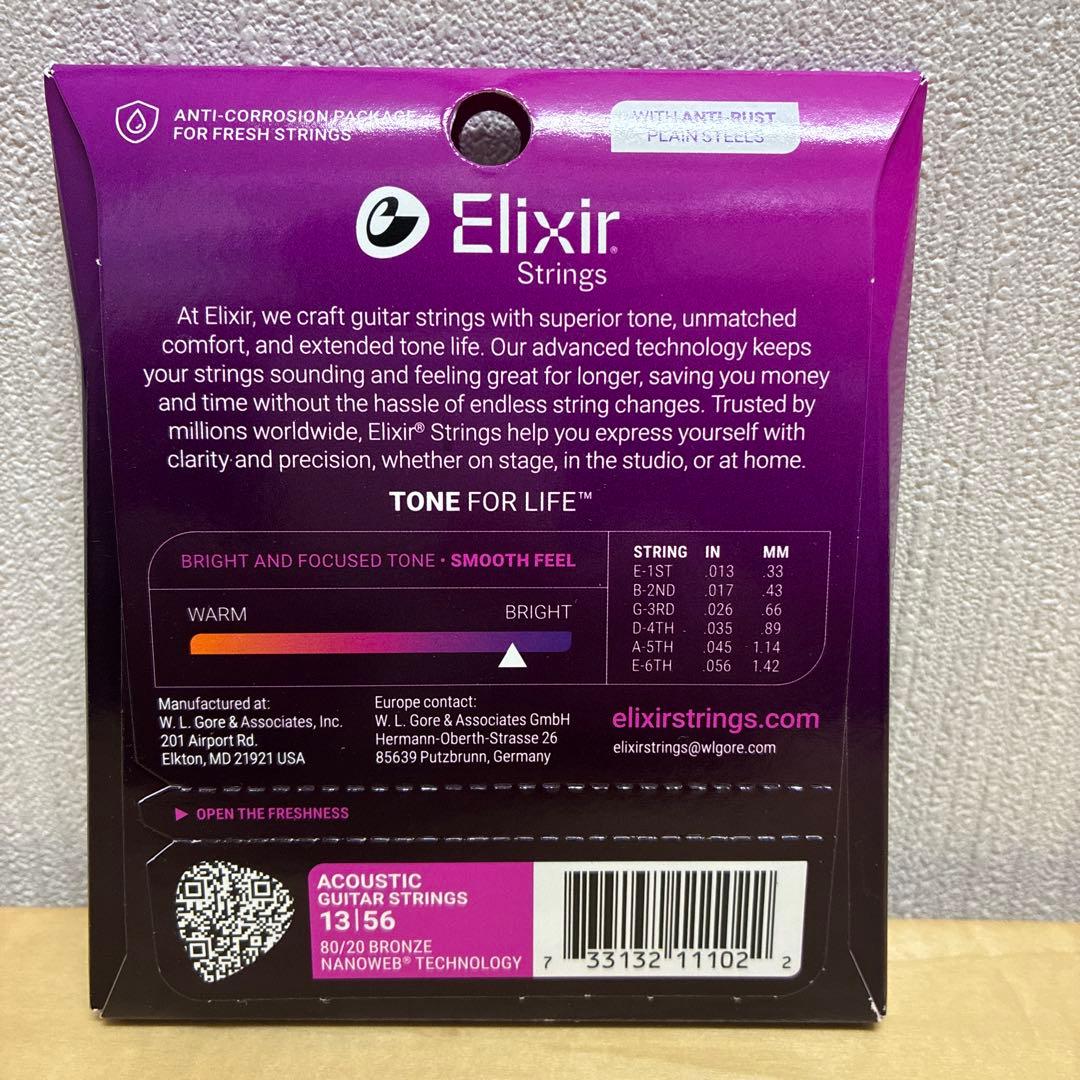 ANTI-CORROSION PACKAGE
FOR FRESH STRINGS
WITH ANTI-RUST
PLAIN STEELS
Elixir®
Strings
At Elixir, we craft guitar strings with superior tone, unmatched
comfort, and extended tone life. Our advanced technology keeps
your strings sounding and feeling great for longer, saving you money
and time without the hassle of endless string changes. Trusted by
millions worldwide, Elixir® Strings help you express yourself with
clarity and precision, whether on stage, in the studio, or at home.
TONE FOR LIFE™
BRIGHT AND FOCUSED TONE • SMOOTH FEEL
WARM BRIGHT
STRING IN MM
E-1ST .013 .33
B-2ND .017 .43
G-3RD .026 .66
D-4TH .035 .89
A-5TH .045 1.14
E-6TH .056 1.42
Manufactured at:
W. L. Gore & Associates, Inc.
201 Airport Rd.
Elkton, MD 21921 USA
Europe contact:
W. L. Gore & Associates GmbH
Hermann-Oberth-Strasse 26
85639 Putzbrunn, Germany
elixirstrings.com
elixirstrings@wlgore.com
OPEN THE FRESHNESS
ACOUSTIC
GUITAR STRINGS
13|56
80/20 BRONZE
NANOWEB® TECHNOLOGY
7 33132 11102 2